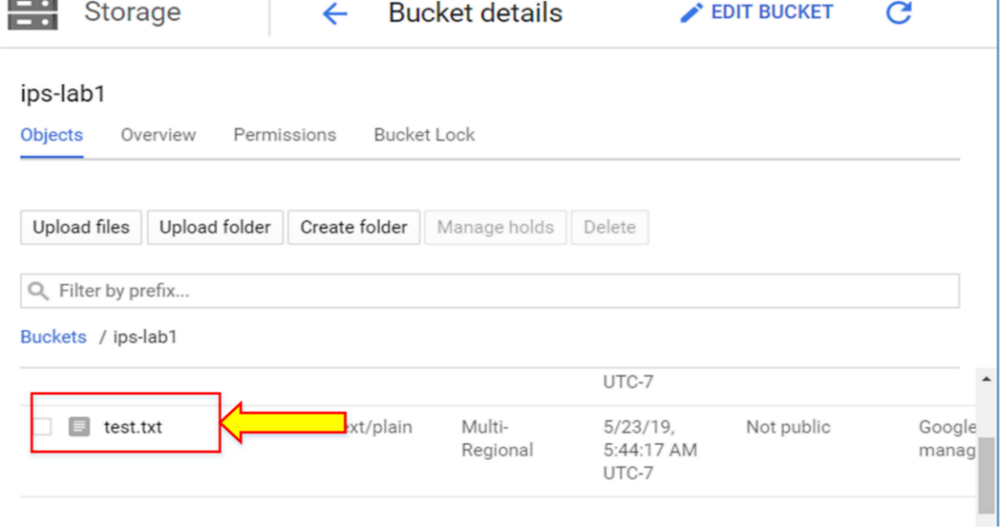 Storage
Bucket details
EDIT BUCKET
ips-lab1
Objects Overview Permissions Bucket Lock
Upload files Upload folder Create folder Manage holds Delete
Filter by prefix...
Buckets / ips-lab1
UTC-7
test.txt ext/plain Multi- 5/23/19, Not public Google
Regional 5:44:17 AM manag
UTC-7